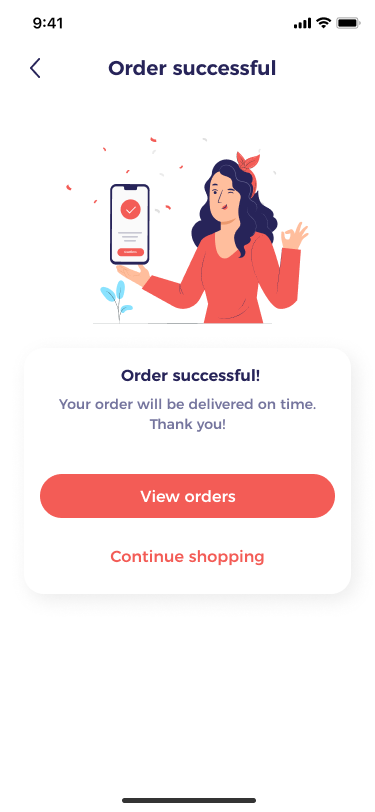 9:41
Order successful
Order successful!
Your order will be delivered on time.
Thank you!
View orders
Continue shopping